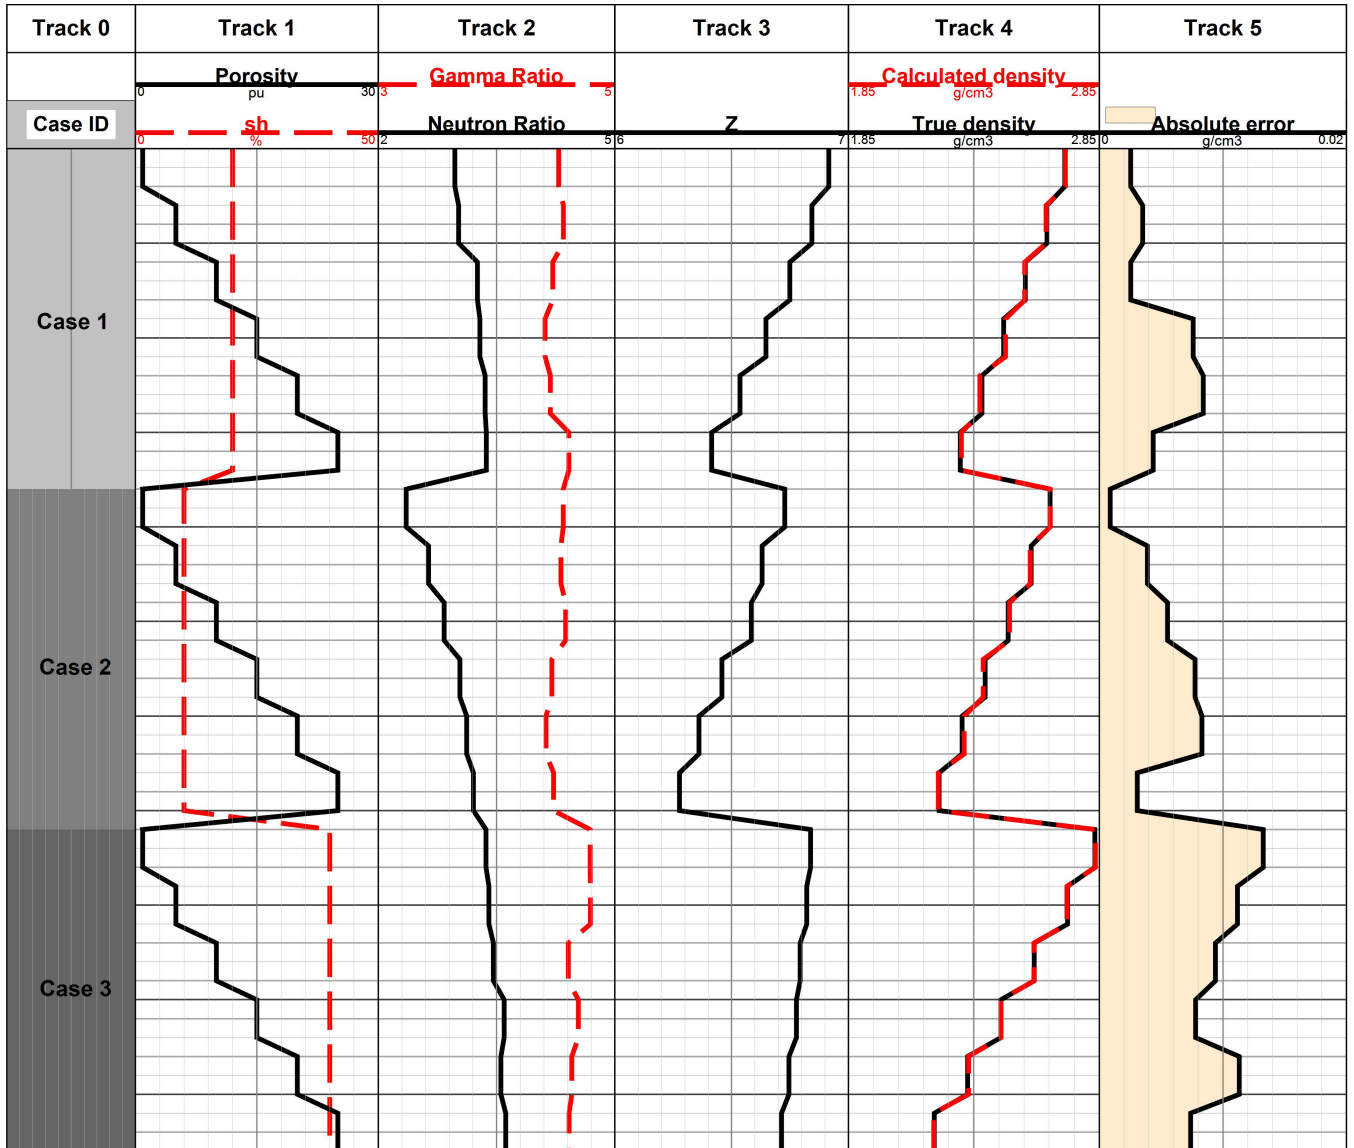 Track 0 Track 1 Track 2 Track 3 Track 4 Track 5
Porosity Gamma Ratio Calculated density
0 pu 30 3 5 1.85 g/cm3 2.85
Case ID sh Neutron Ratio Z True density Absolute error
0 % 50 2 5 6 7 1.85 g/cm3 2.85 0 g/cm3 0.02
Case 1
Case 2
Case 3